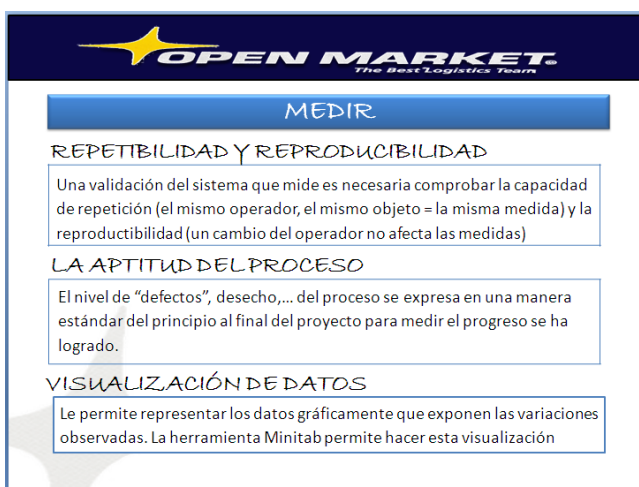 OPEN MARKET®
The Best Logistics Team
MEDIR
REPETIBILIDAD Y REPRODUCIBILIDAD
Una validación del sistema que mide es necesaria comprobar la capacidad
de repetición (el mismo operador, el mismo objeto = la misma medida) y la
reproductibilidad (un cambio del operador no afecta las medidas)
LA APTITUD DEL PROCESO
El nivel de “defectos”, desecho,… del proceso se expresa en una manera
estándar del principio al final del proyecto para medir el progreso se ha
logrado.
VISUALIZACIÓN DE DATOS
Le permite representar los datos gráficamente que exponen las variaciones
observadas. La herramienta Minitab permite hacer esta visualización